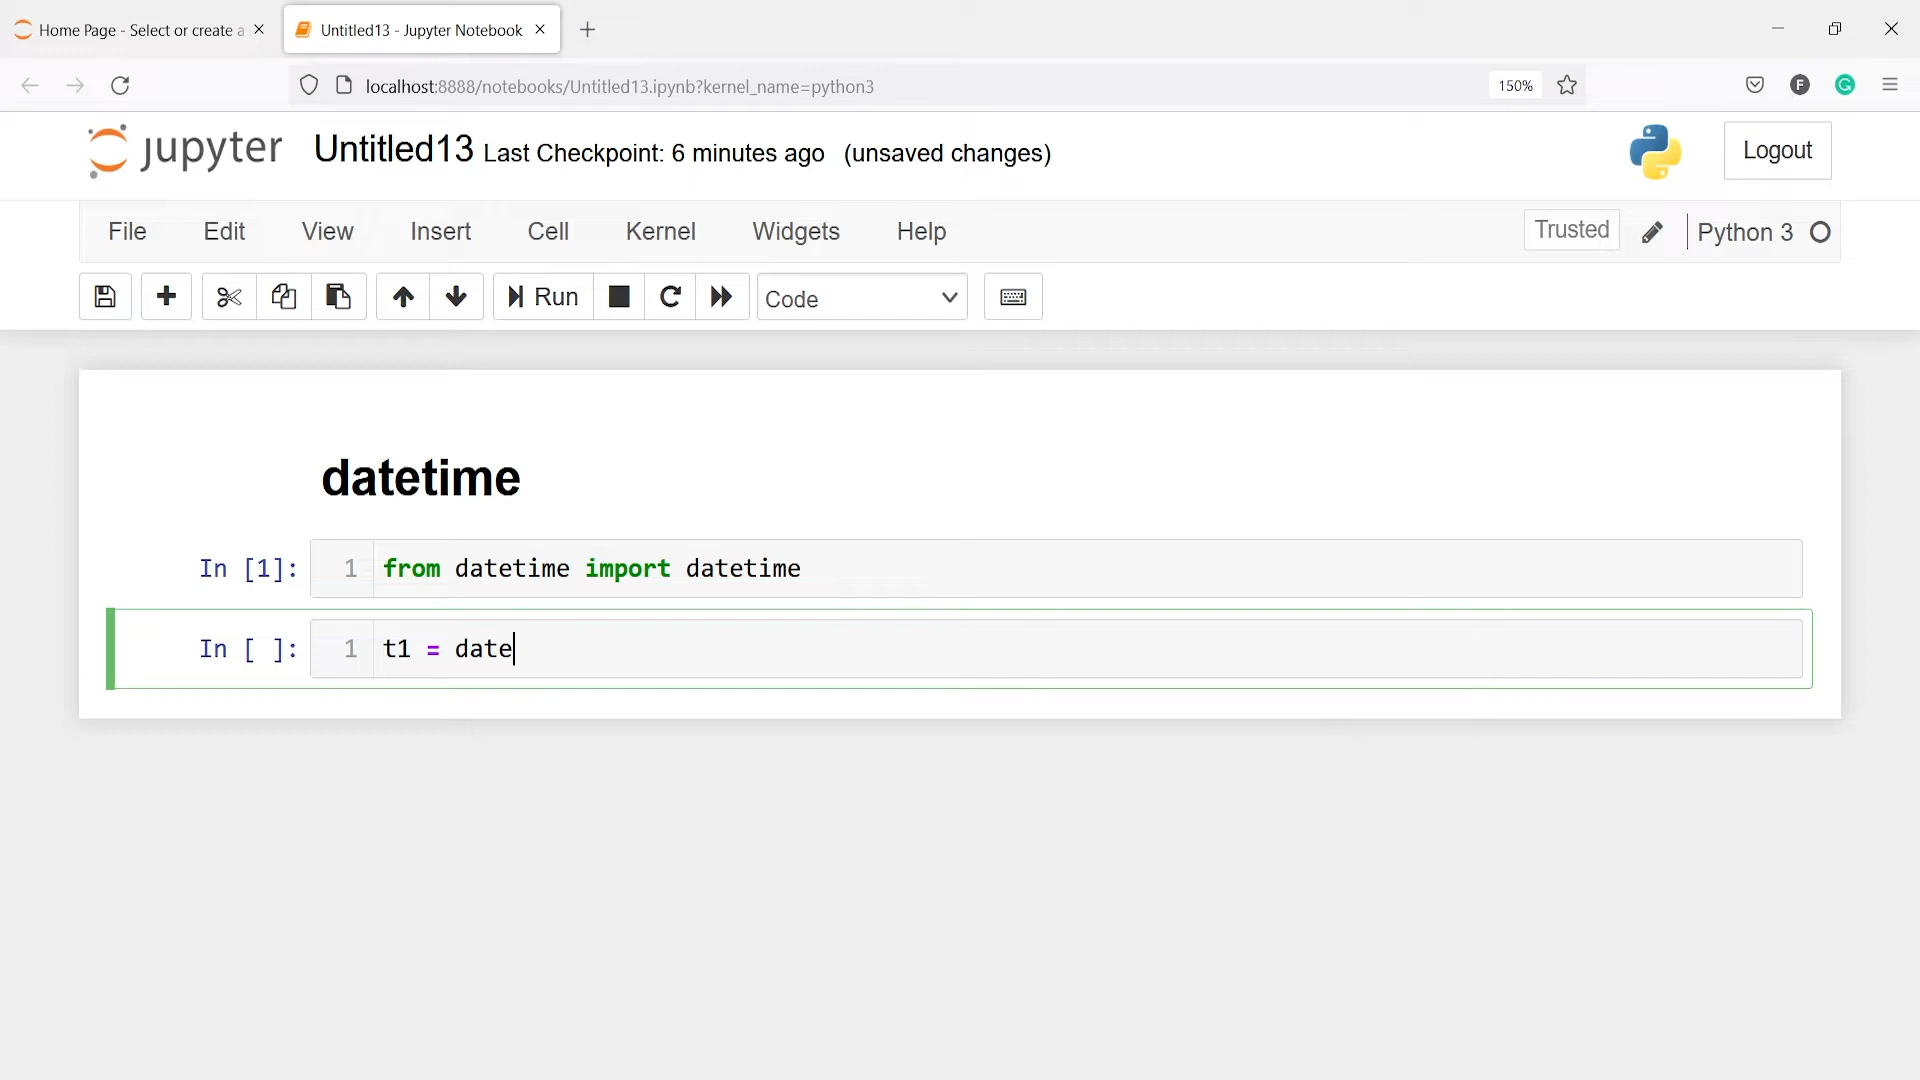 Home Page - Select or create a
Untitled13 - Jupyter Notebook
localhost:8888/notebooks/Untitled13.ipynb?kernel_name=python3
150%
F
G
jupyter Untitled13 Last Checkpoint: 6 minutes ago (unsaved changes)
Logout
File Edit View Insert Cell Kernel Widgets Help
Trusted
Python 3
Run
Code
datetime
In [1]: 1 from datetime import datetime
In [ ]: 1 t1 = date